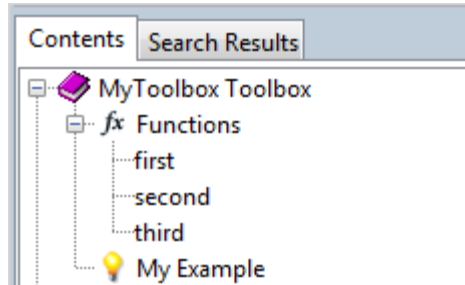 Contents Search Results
MyToolbox Toolbox
fx Functions
first
second
third
My Example